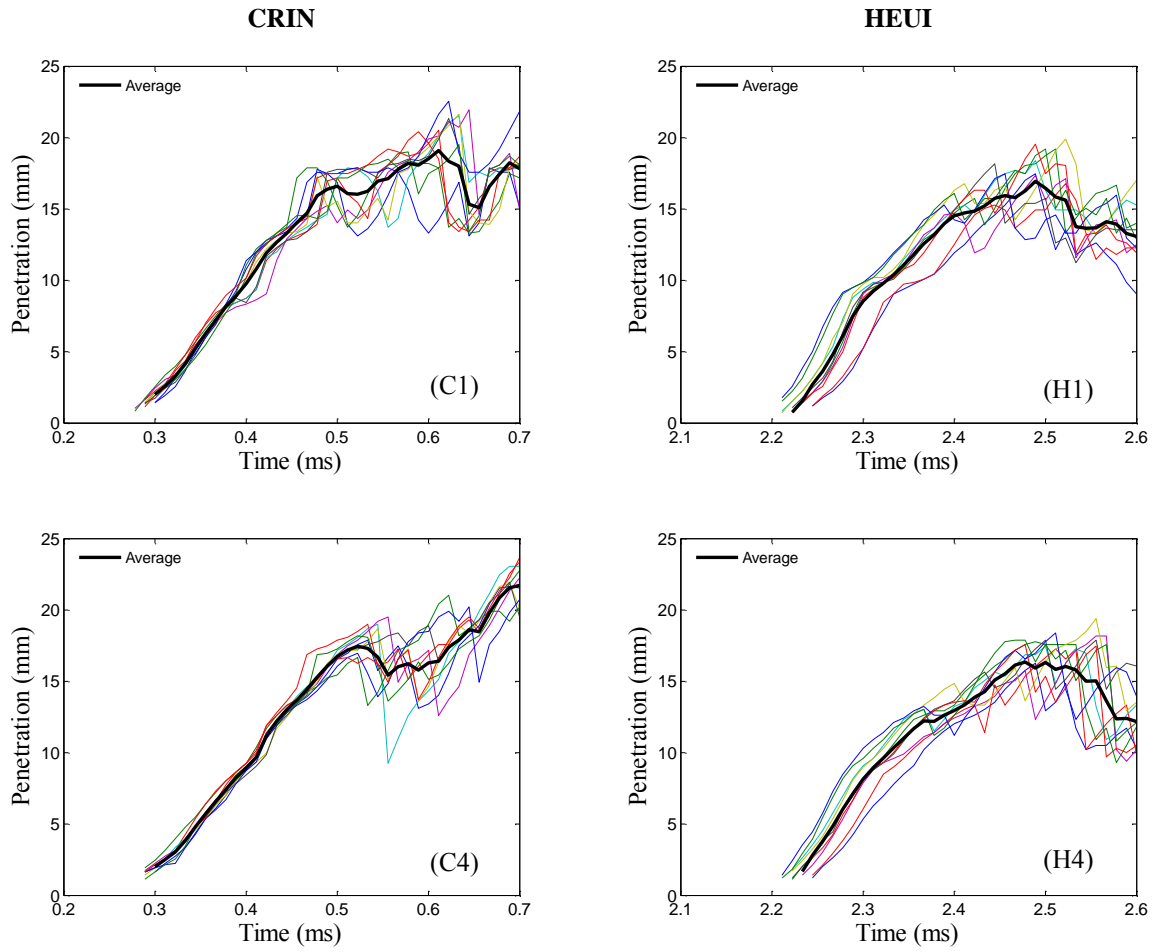 CRIN
HEUI
25
20
15
10
5
0
Penetration (mm)
Average
(C1)
0.2 0.3 0.4 0.5 0.6 0.7
Time (ms)
25
20
15
10
5
0
Penetration (mm)
Average
(H1)
2.1 2.2 2.3 2.4 2.5 2.6
Time (ms)
25
20
15
10
5
0
Penetration (mm)
Average
(C4)
0.2 0.3 0.4 0.5 0.6 0.7
Time (ms)
25
20
15
10
5
0
Penetration (mm)
Average
(H4)
2.1 2.2 2.3 2.4 2.5 2.6
Time (ms)